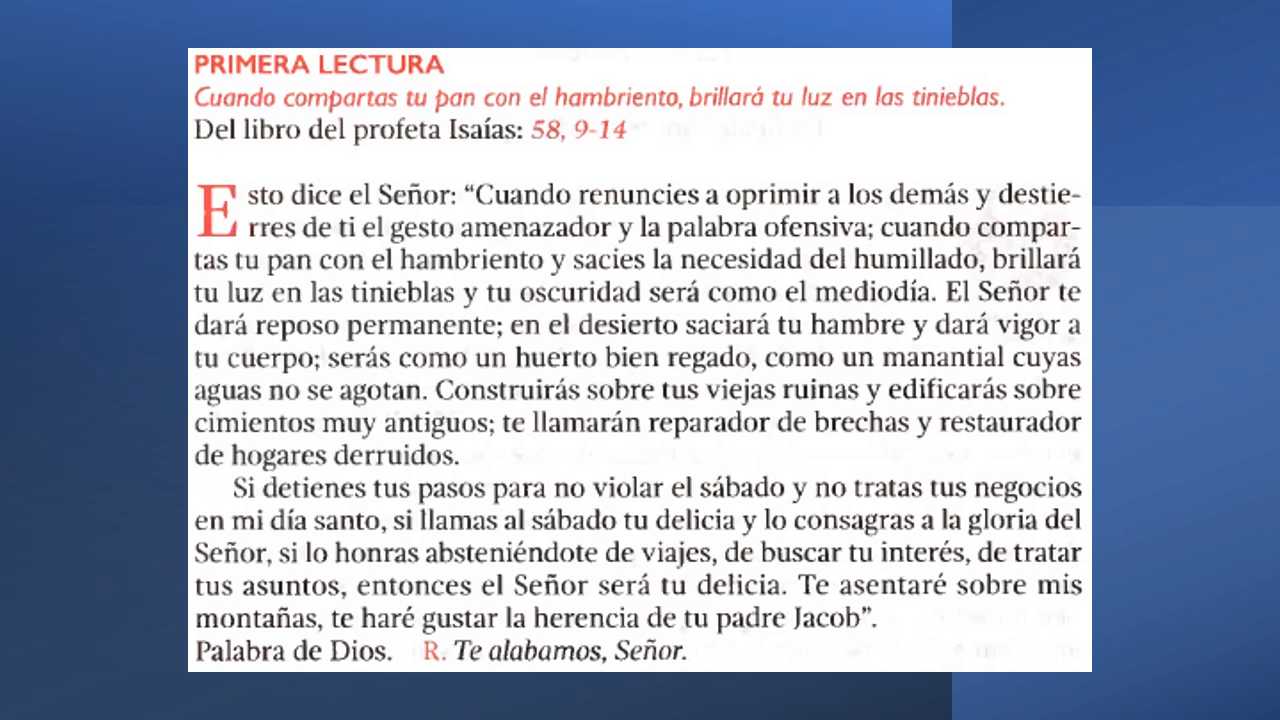 PRIMERA LECTURA
Cuando compartas tu pan con el hambriento, brillará tu luz en las tinieblas.
Del libro del profeta Isaías: 58, 9-14
Esto dice el Señor: “Cuando renuncies a oprimir a los demás y destie-
rres de ti el gesto amenazador y la palabra ofensiva; cuando compar-
tas tu pan con el hambriento y sacies la necesidad del humillado, brillará
tu luz en las tinieblas y tu oscuridad será como el mediodía. El Señor te
dará reposo permanente; en el desierto saciará tu hambre y dará vigor a
tu cuerpo; serás como un huerto bien regado, como un manantial cuyas
aguas no se agotan. Construirás sobre tus viejas ruinas y edificarás sobre
cimientos muy antiguos; te llamarán reparador de brechas y restaurador
de hogares derruidos.
Si detienes tus pasos para no violar el sábado y no tratas tus negocios
en mi día santo, si llamas al sábado tu delicia y lo consagras a la gloria del
Señor, si lo honras absteniéndote de viajes, de buscar tu interés, de tratar
tus asuntos, entonces el Señor será tu delicia. Te asentaré sobre mis
montañas, te haré gustar la herencia de tu padre Jacob”.
Palabra de Dios. R. Te alabamos, Señor.